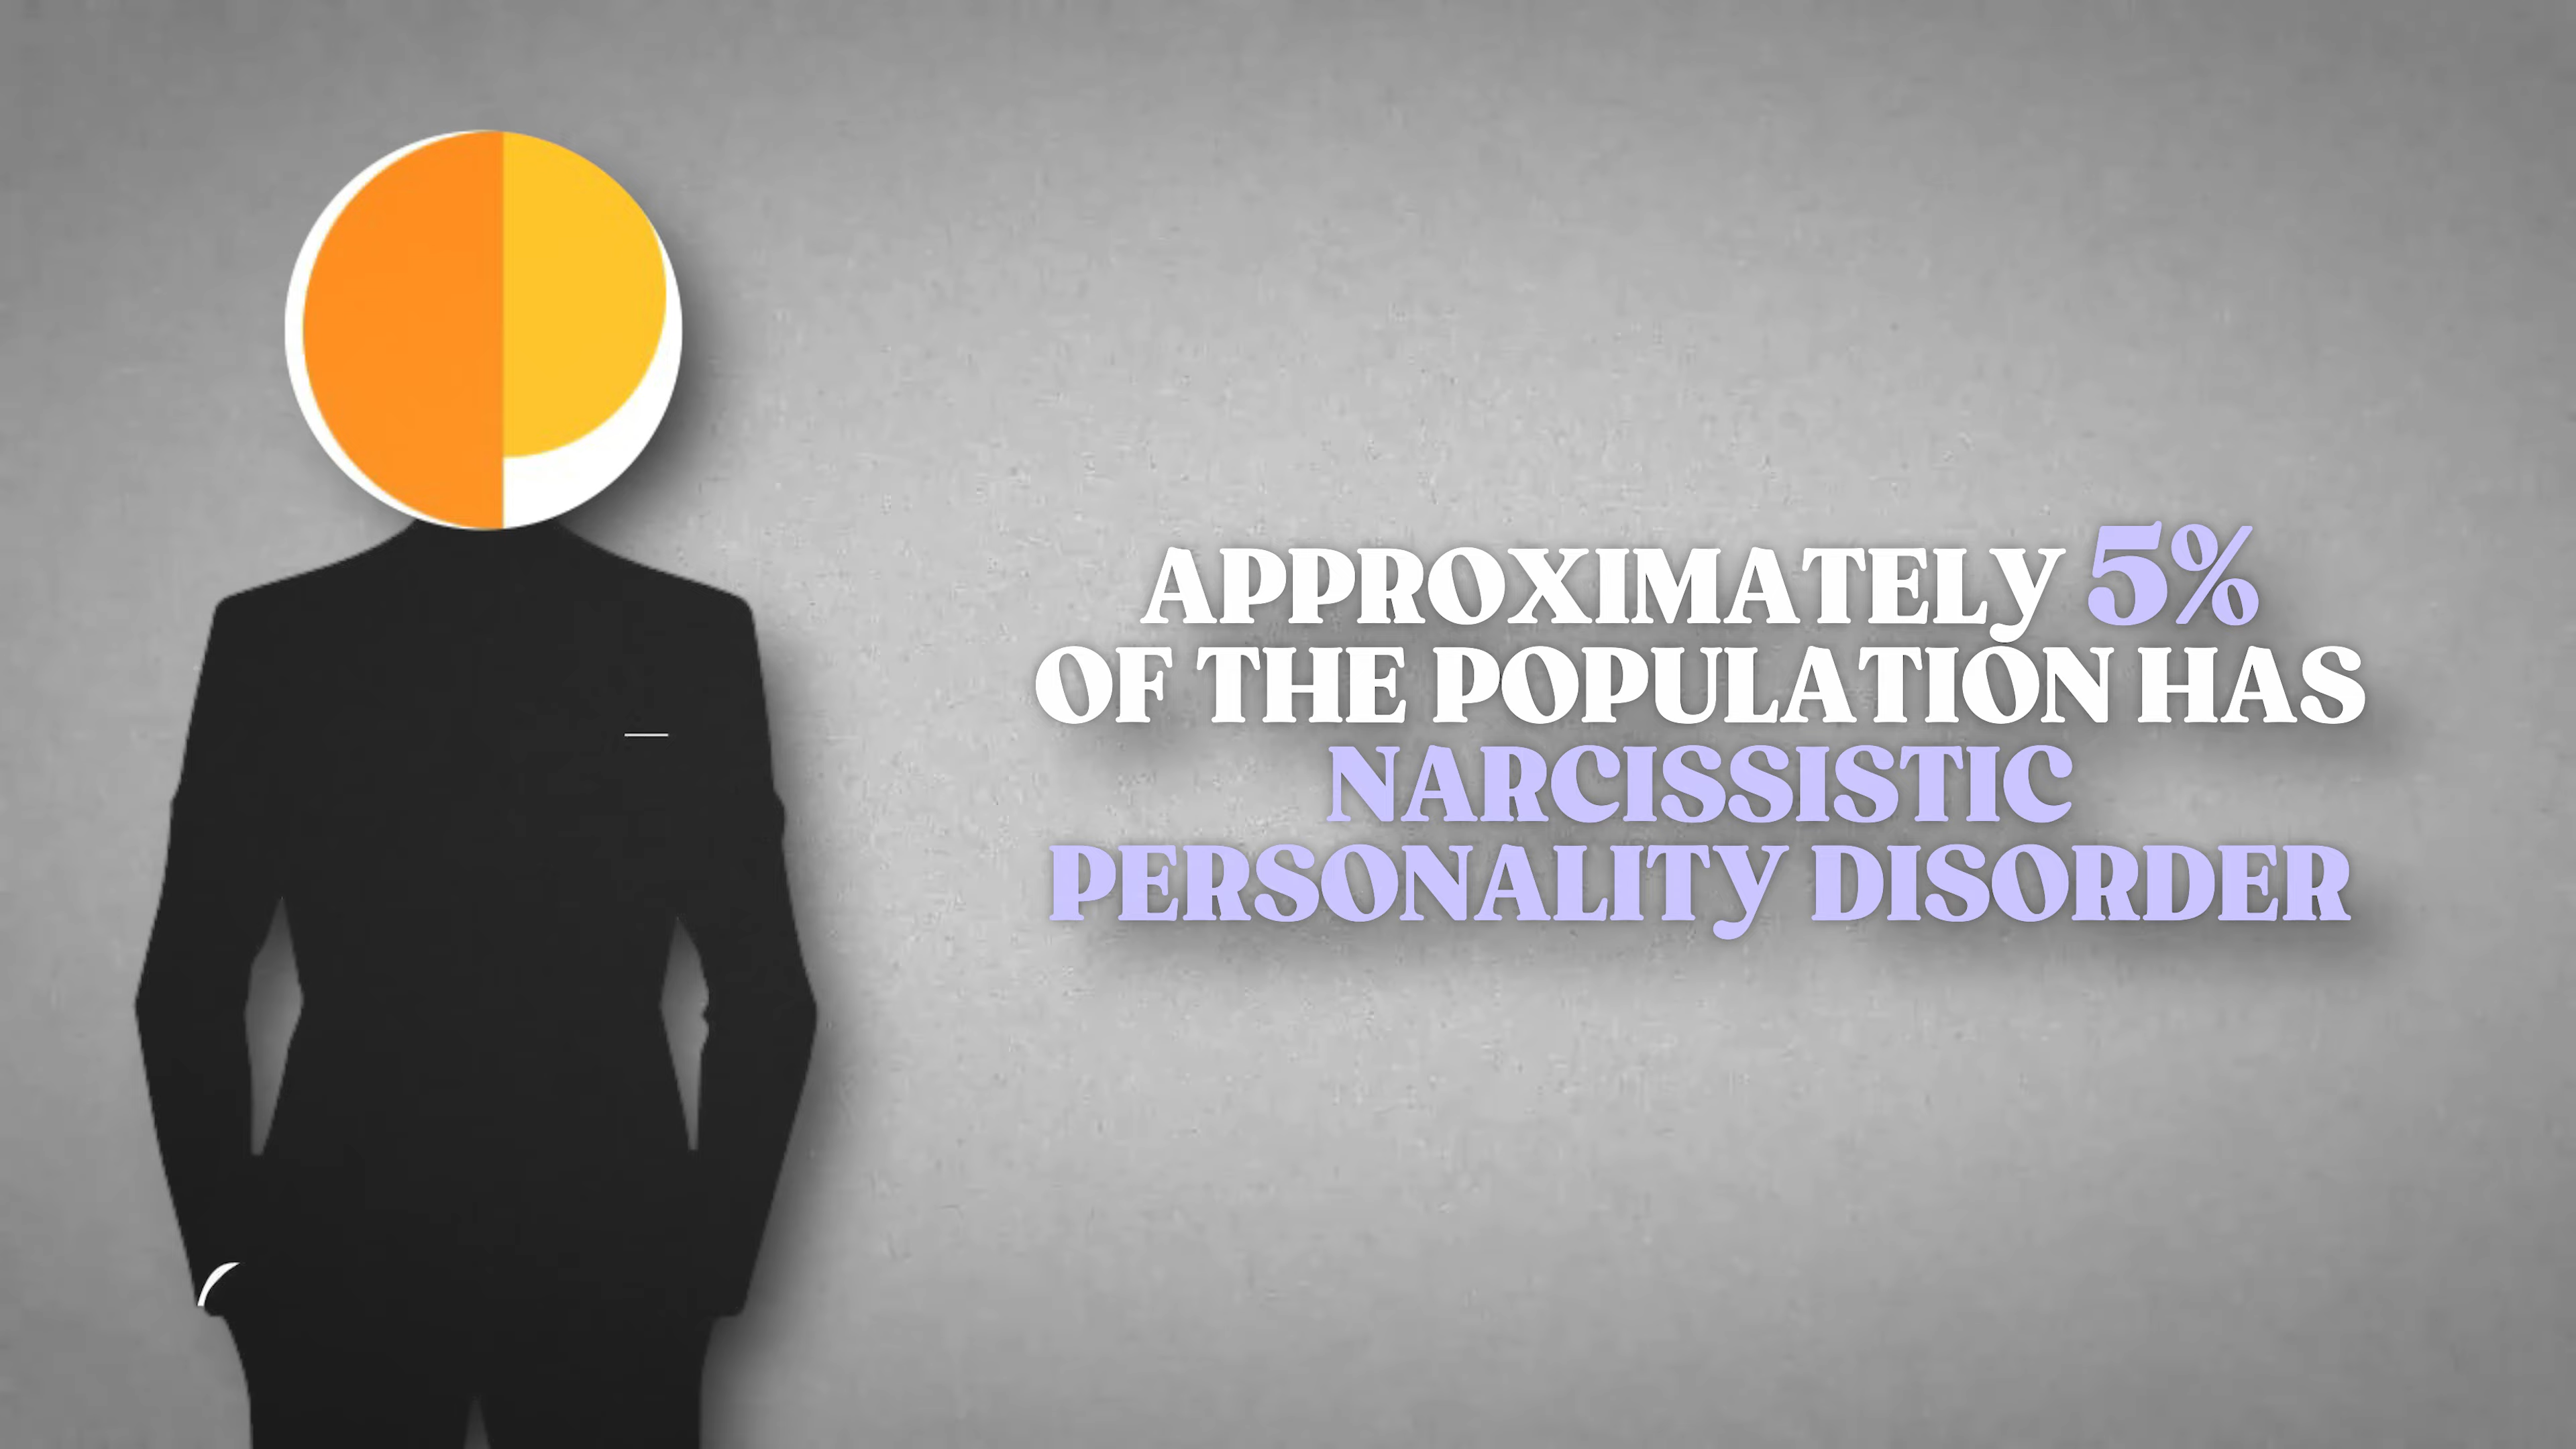 APPROXIMATELY 5%
OF THE POPULATION HAS
NARCISSISTIC
PERSONALITY DISORDER